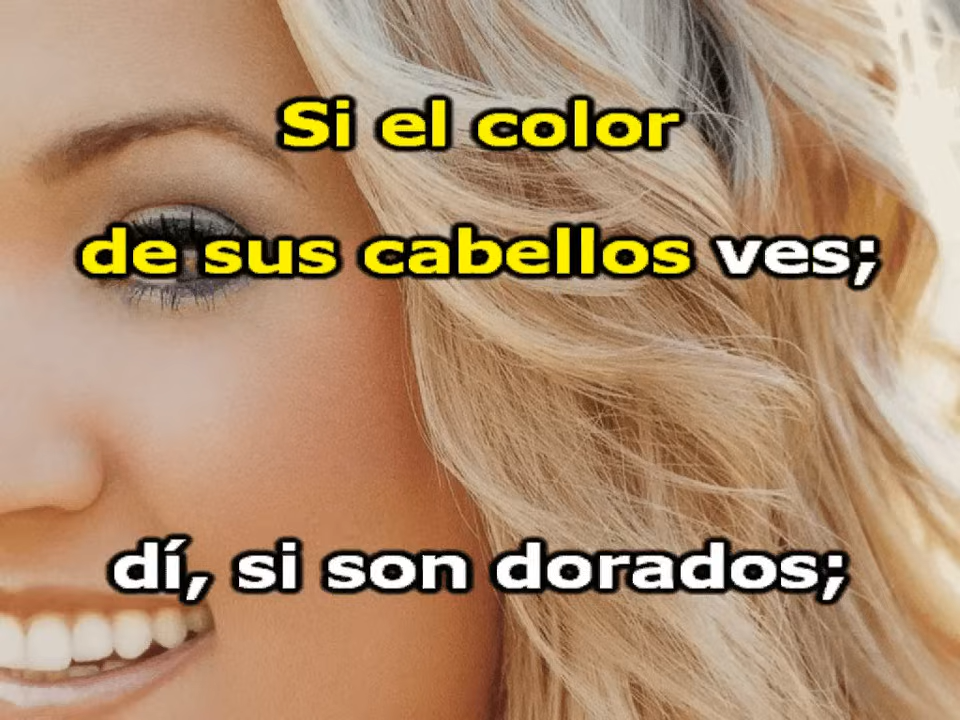 Si el color
de sus cabellos ves;
dí, si son dorados;